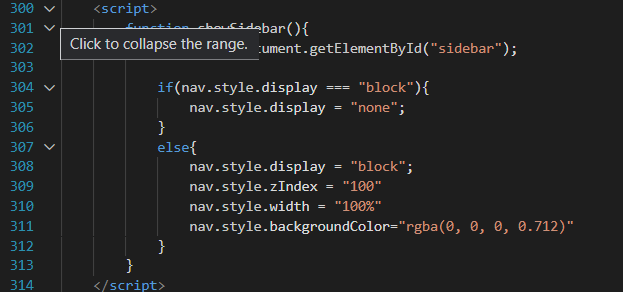 300 <script>
301 function showSidebar(){
Click to collapse the range.
302 cument.getElementById("sidebar");
303
304 if(nav.style.display === "block"){
305 nav.style.display = "none";
306 }
307 else{
308 nav.style.display = "block";
309 nav.style.zIndex = "100"
310 nav.style.width = "100%"
311 nav.style.backgroundColor="rgba(0, 0, 0, 0.712)"
312 }
313 }
314 </script>